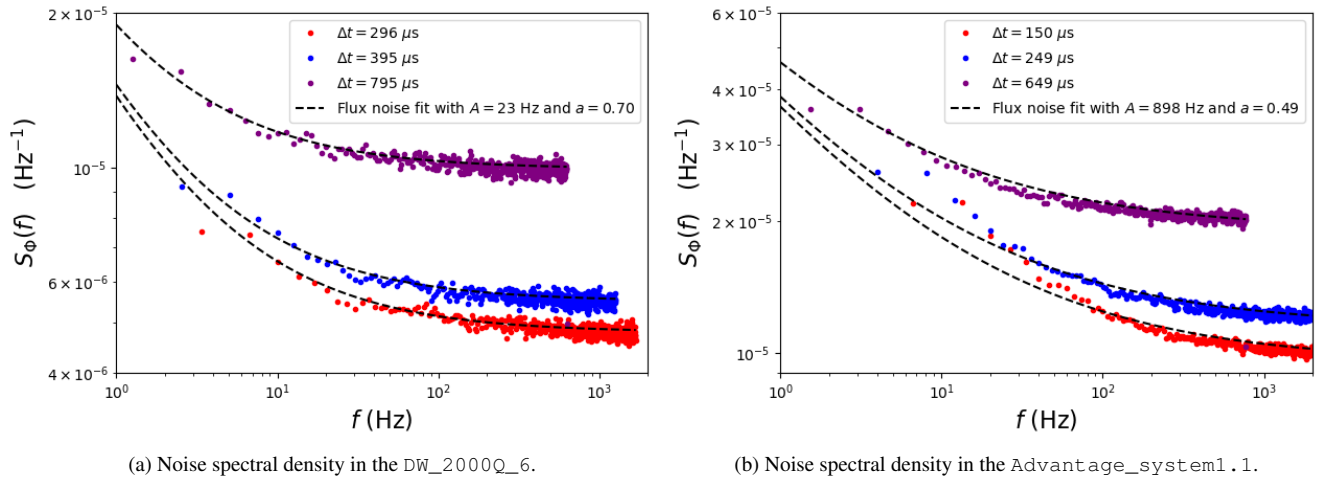 2 × 10⁻⁵
10⁻⁵
6 × 10⁻⁶
4 × 10⁻⁶
S_Φ(f) (Hz⁻¹)
Δt = 296 μs
Δt = 395 μs
Δt = 795 μs
Flux noise fit with A = 23 Hz and a = 0.70
10⁰ 10¹ 10² 10³
f (Hz)
(a) Noise spectral density in the DW_2000Q_6.
6 × 10⁻⁵
4 × 10⁻⁵
3 × 10⁻⁵
2 × 10⁻⁵
10⁻⁵
S_Φ(f) (Hz⁻¹)
Δt = 150 μs
Δt = 249 μs
Δt = 649 μs
Flux noise fit with A = 898 Hz and a = 0.49
10⁰ 10¹ 10² 10³
f (Hz)
(b) Noise spectral density in the Advantage_system1.1.